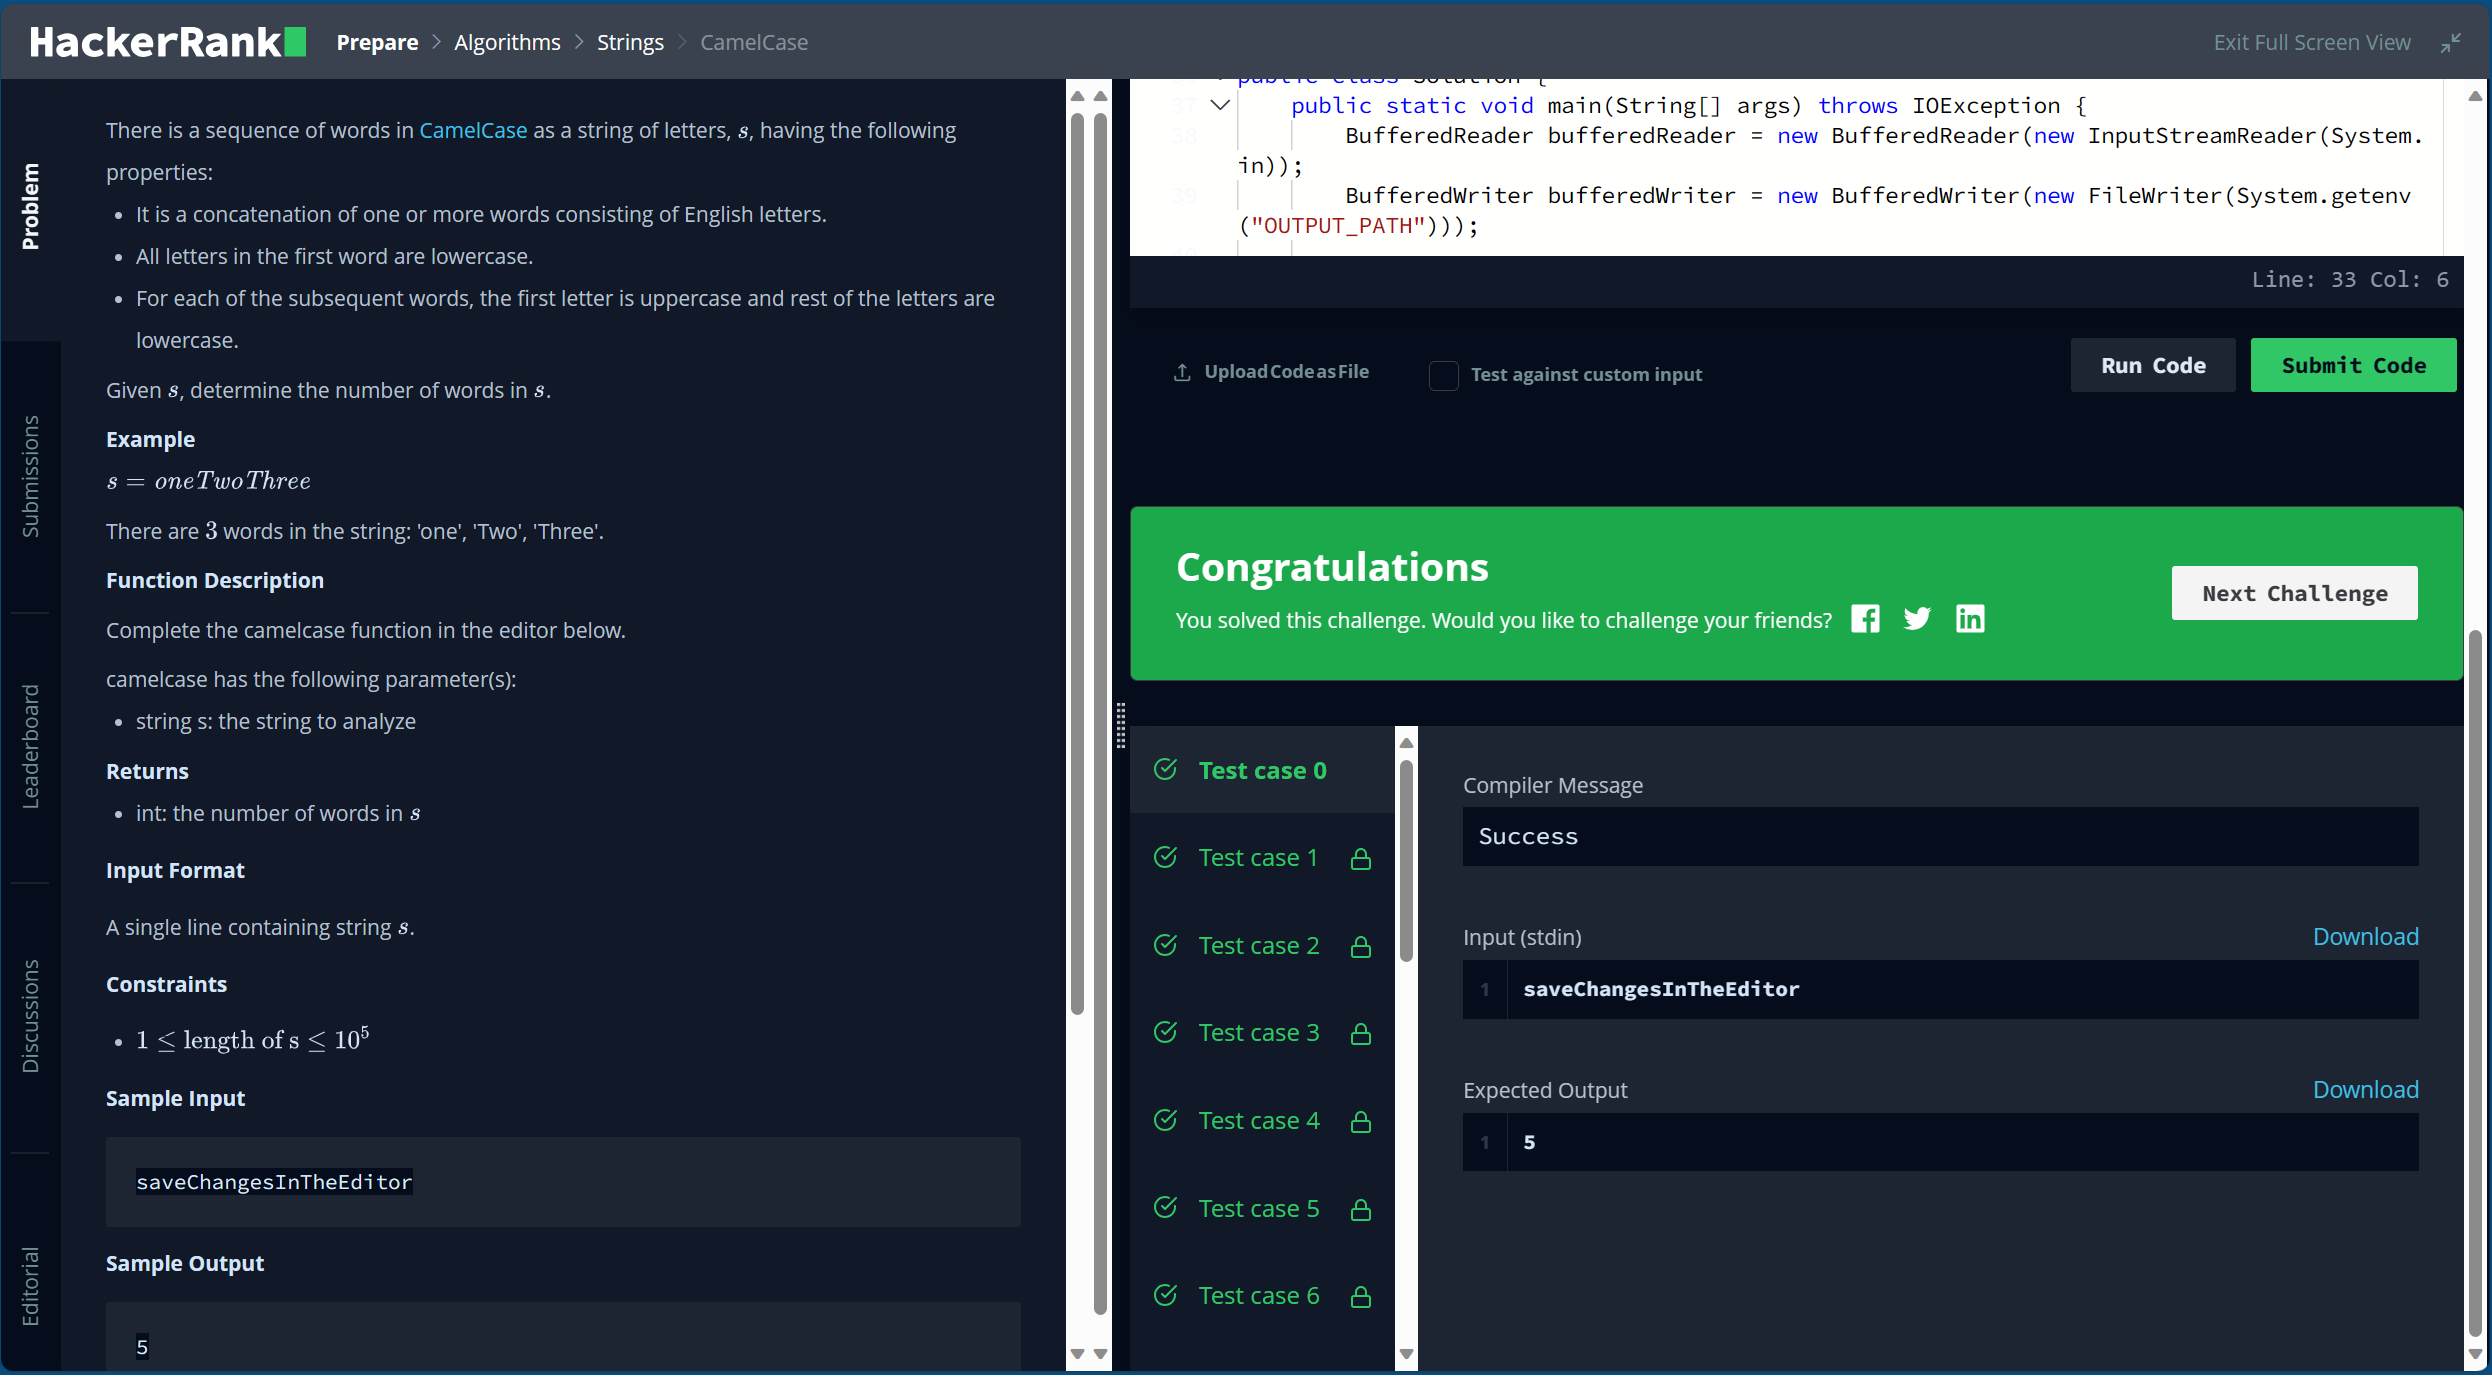 HackerRank
Prepare > Algorithms > Strings > CamelCase
Exit Full Screen View
Problem
Submissions
Leaderboard
Discussions
Editorial
There is a sequence of words in CamelCase as a string of letters, s, having the following
properties:
• It is a concatenation of one or more words consisting of English letters.
• All letters in the first word are lowercase.
• For each of the subsequent words, the first letter is uppercase and rest of the letters are
lowercase.
Given s, determine the number of words in s.
Example
s = oneTwoThree
There are 3 words in the string: 'one', 'Two', 'Three'.
Function Description
Complete the camelcase function in the editor below.
camelcase has the following parameter(s):
• string s: the string to analyze
Returns
• int: the number of words in s
Input Format
A single line containing string s.
Constraints
• 1 ≤ length of s ≤ 10⁵
Sample Input
saveChangesInTheEditor
Sample Output
5
public class Solution {
37 public static void main(String[] args) throws IOException {
38 BufferedReader bufferedReader = new BufferedReader(new InputStreamReader(System.
in));
39 BufferedWriter bufferedWriter = new BufferedWriter(new FileWriter(System.getenv
("OUTPUT_PATH")));
40
Line: 33 Col: 6
Upload Code as File
Test against custom input
Run Code
Submit Code
Congratulations
You solved this challenge. Would you like to challenge your friends?
Next Challenge
Test case 0
Test case 1
Test case 2
Test case 3
Test case 4
Test case 5
Test case 6
Compiler Message
Success
Input (stdin)
Download
1 saveChangesInTheEditor
Expected Output
Download
1 5